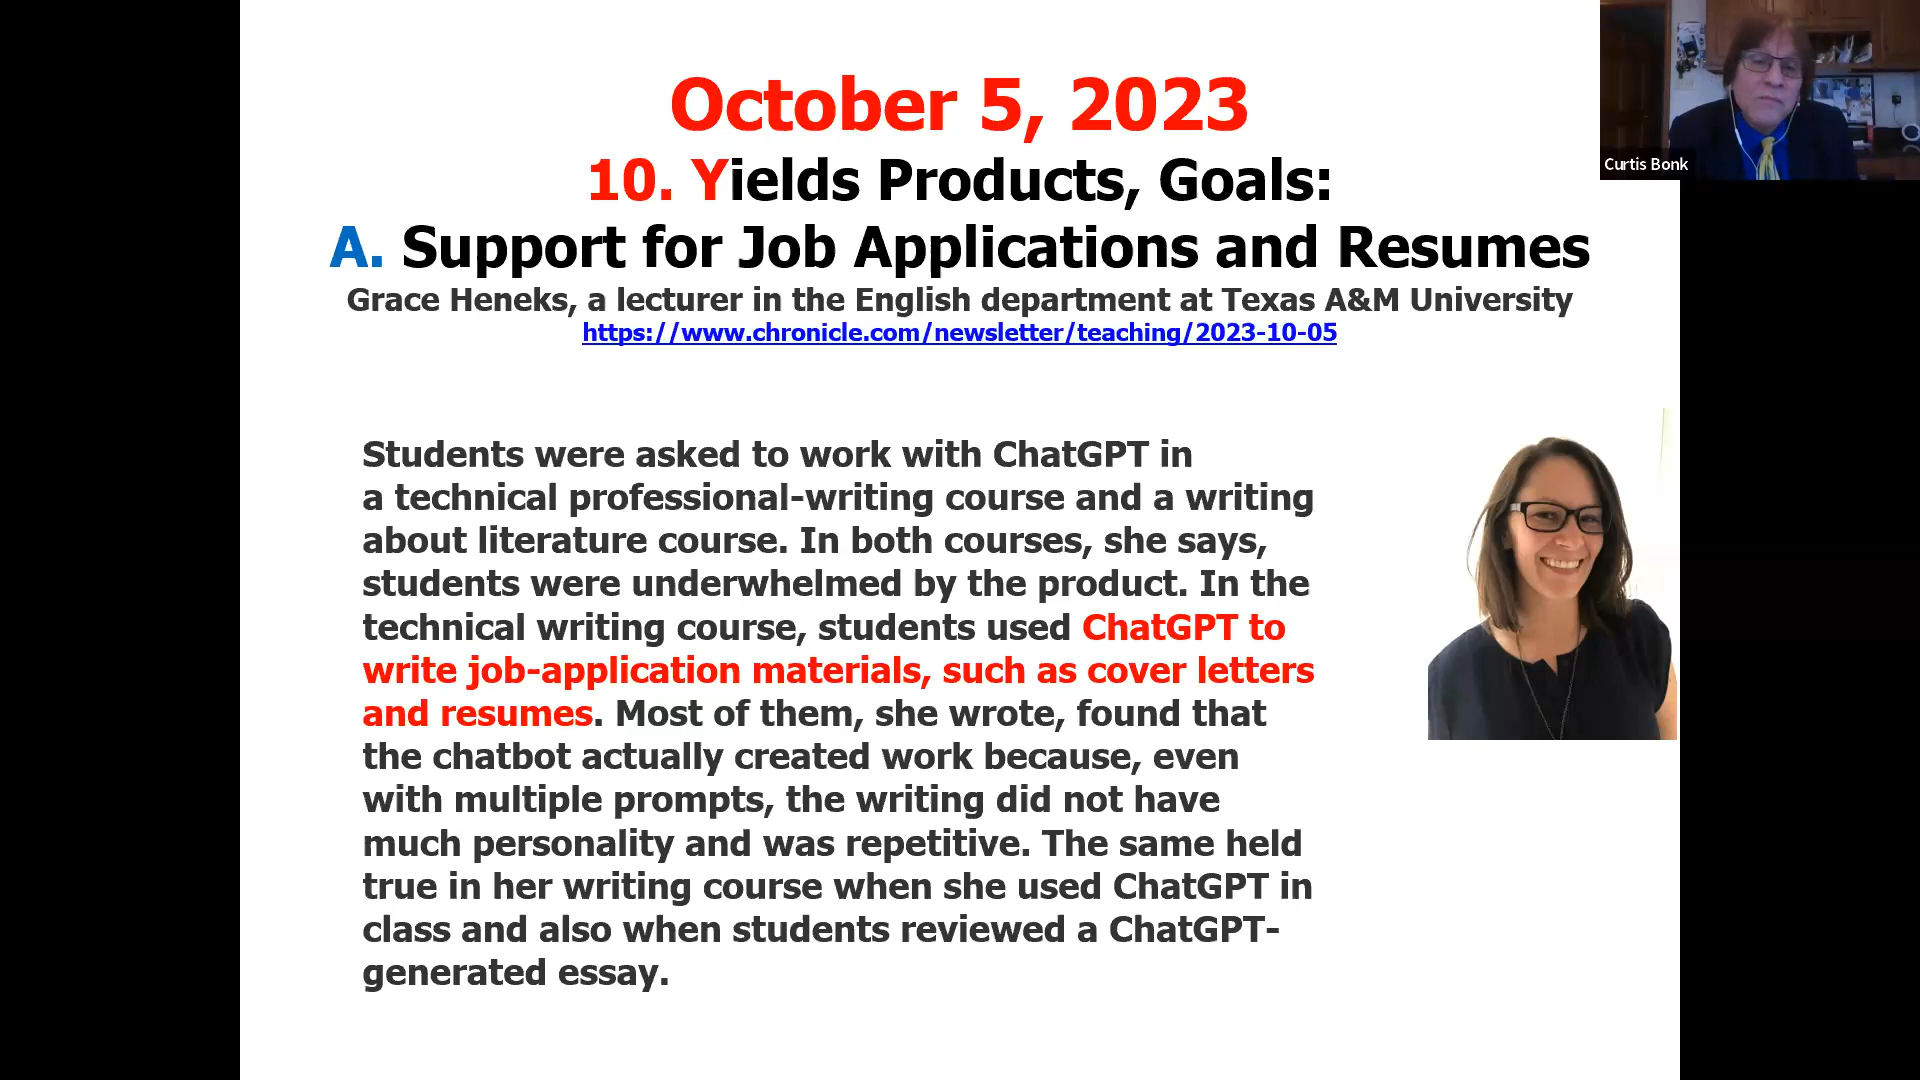 October 5, 2023
10. Yields Products, Goals:
A. Support for Job Applications and Resumes
Grace Heneks, a lecturer in the English department at Texas A&M University
https://www.chronicle.com/newsletter/teaching/2023-10-05
Students were asked to work with ChatGPT in
a technical professional-writing course and a writing
about literature course. In both courses, she says,
students were underwhelmed by the product. In the
technical writing course, students used ChatGPT to
write job-application materials, such as cover letters
and resumes. Most of them, she wrote, found that
the chatbot actually created work because, even
with multiple prompts, the writing did not have
much personality and was repetitive. The same held
true in her writing course when she used ChatGPT in
class and also when students reviewed a ChatGPT-
generated essay.
Curtis Bonk